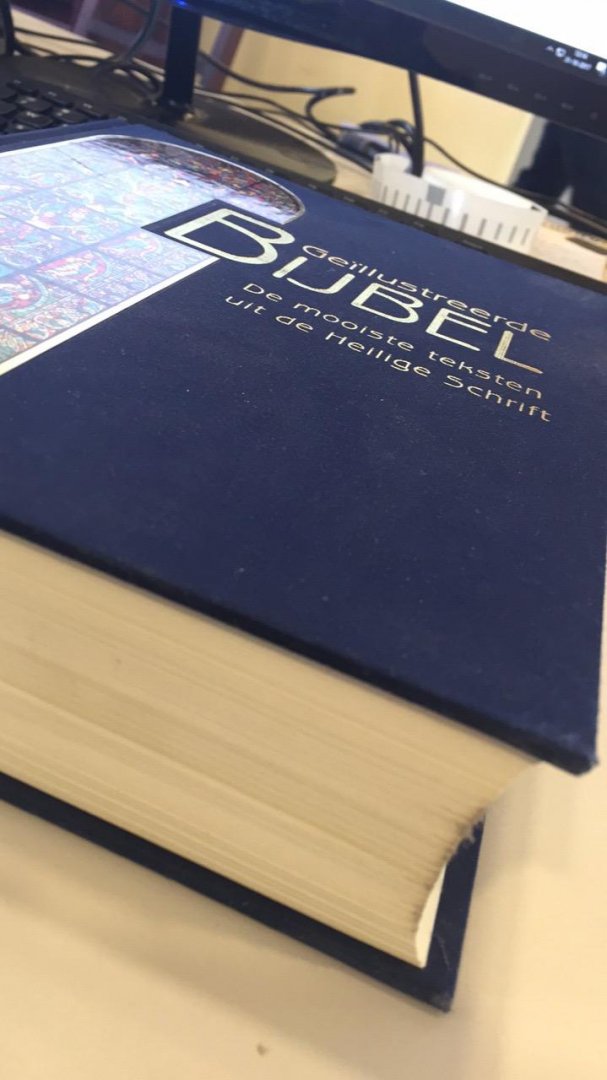 Geïllustreerde
BIJBEL
De mooiste teksten
uit de Heilige Schrift